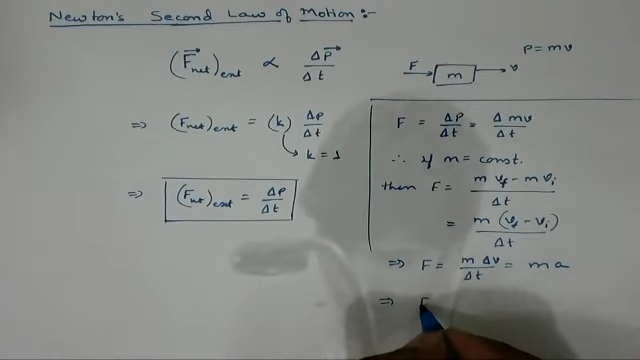 Newton's Second Law of Motion :-
(F⃗net)ext ∝ ΔP⃗/Δt
⇒ (Fnet)ext = (k) ΔP/Δt
k = 1
⇒ (Fnet)ext = ΔP/Δt
P = mv
F → m → v
F = ΔP/Δt = Δmv/Δt
∴ if m = const.
then F = m vf - m vi / Δt
= m (vf - vi) / Δt
⇒ F = m Δv/Δt = ma
⇒ F